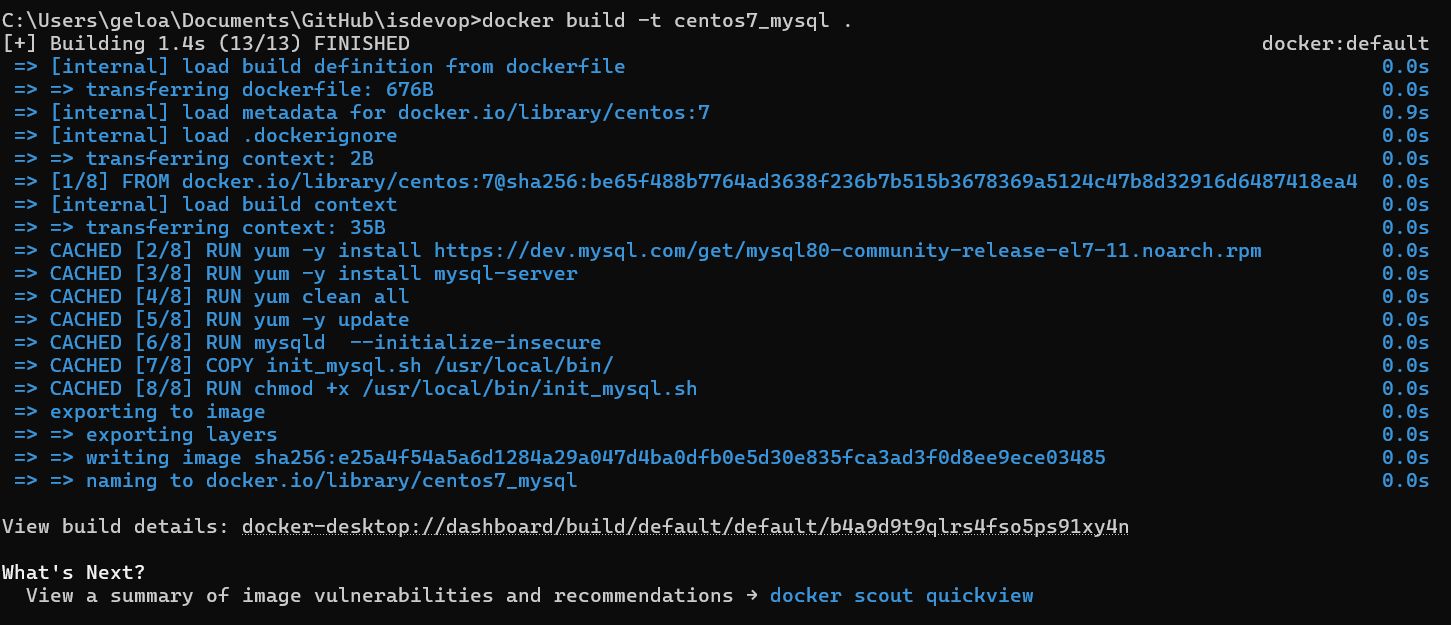 C:\Users\geloa\Documents\GitHub\isdevop>docker build -t centos7_mysql .
[+] Building 1.4s (13/13) FINISHED docker:default
=> [internal] load build definition from dockerfile 0.0s
=> => transferring dockerfile: 676B 0.0s
=> [internal] load metadata for docker.io/library/centos:7 0.9s
=> [internal] load .dockerignore 0.0s
=> => transferring context: 2B 0.0s
=> [1/8] FROM docker.io/library/centos:7@sha256:be65f488b7764ad3638f236b7b515b3678369a5124c47b8d32916d6487418ea4 0.0s
=> [internal] load build context 0.0s
=> => transferring context: 35B 0.0s
=> CACHED [2/8] RUN yum -y install https://dev.mysql.com/get/mysql80-community-release-el7-11.noarch.rpm 0.0s
=> CACHED [3/8] RUN yum -y install mysql-server 0.0s
=> CACHED [4/8] RUN yum clean all 0.0s
=> CACHED [5/8] RUN yum -y update 0.0s
=> CACHED [6/8] RUN mysqld  --initialize-insecure 0.0s
=> CACHED [7/8] COPY init_mysql.sh /usr/local/bin/ 0.0s
=> CACHED [8/8] RUN chmod +x /usr/local/bin/init_mysql.sh 0.0s
=> exporting to image 0.0s
=> => exporting layers 0.0s
=> => writing image sha256:e25a4f54a5a6d1284a29a047d4ba0dfb0e5d30e835fca3ad3f0d8ee9ece03485 0.0s
=> => naming to docker.io/library/centos7_mysql 0.0s
View build details: docker-desktop://dashboard/build/default/default/b4a9d9t9qlrs4fso5ps91xy4n
What's Next?
View a summary of image vulnerabilities and recommendations → docker scout quickview